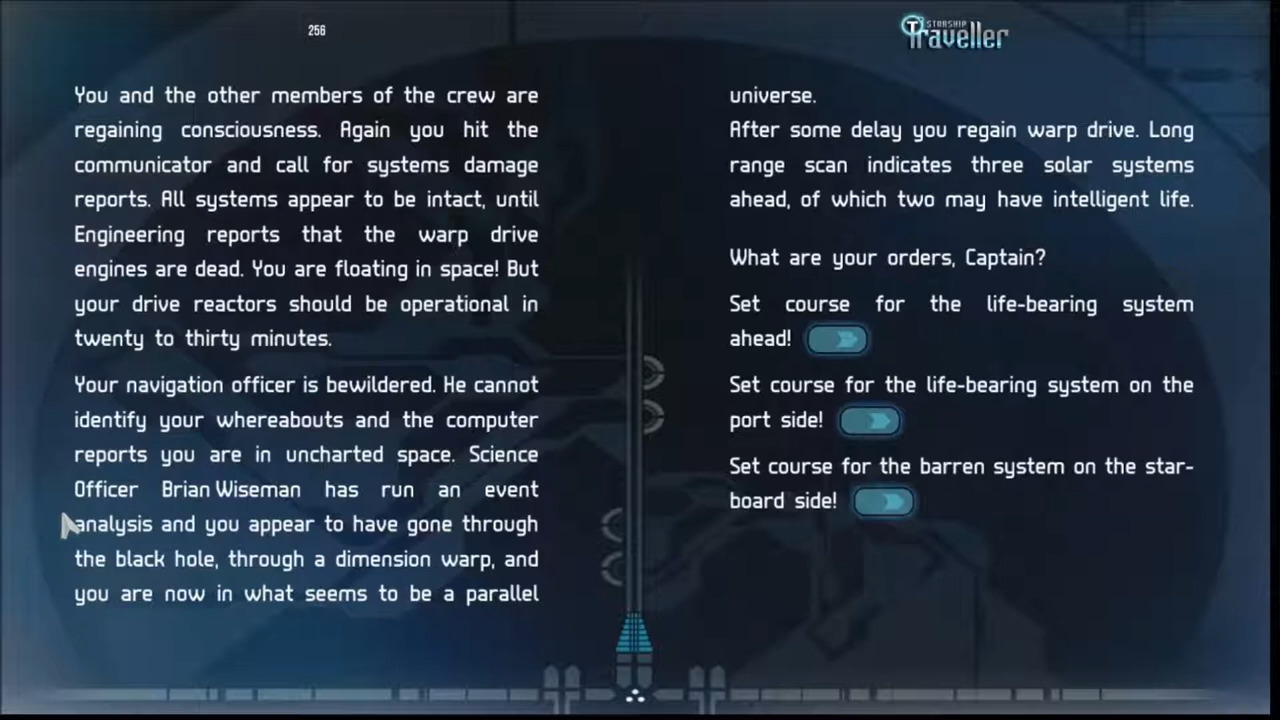 256
STARSHIP
Traveller
You and the other members of the crew are
regaining consciousness. Again you hit the
communicator and call for systems damage
reports. All systems appear to be intact, until
Engineering reports that the warp drive
engines are dead. You are floating in space! But
your drive reactors should be operational in
twenty to thirty minutes.
Your navigation officer is bewildered. He cannot
identify your whereabouts and the computer
reports you are in uncharted space. Science
Officer Brian Wiseman has run an event
analysis and you appear to have gone through
the black hole, through a dimension warp, and
you are now in what seems to be a parallel
universe.
After some delay you regain warp drive. Long
range scan indicates three solar systems
ahead, of which two may have intelligent life.
What are your orders, Captain?
Set course for the life-bearing system
ahead!
Set course for the life-bearing system on the
port side!
Set course for the barren system on the star-
board side!